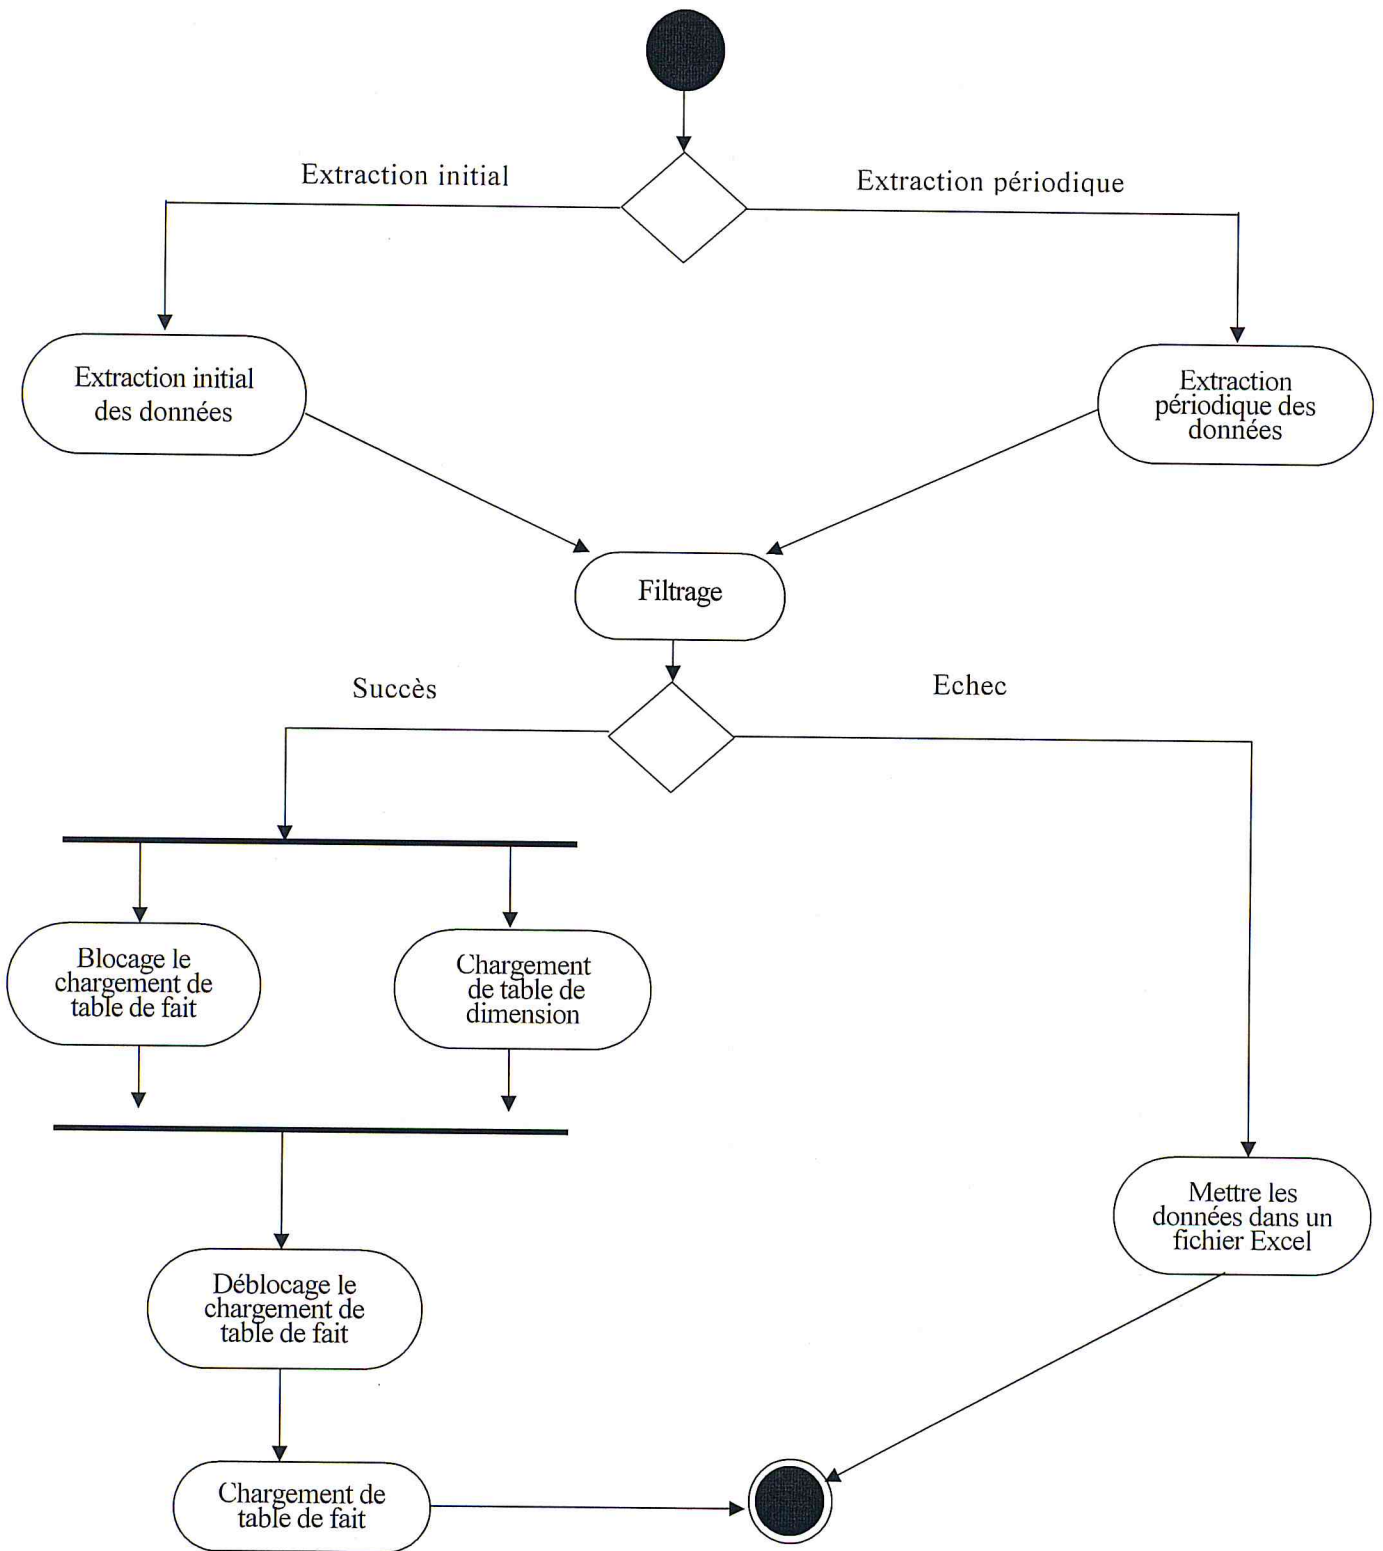 Extraction initial
Extraction périodique
Extraction initial
des données
Extraction
périodique des
données
Filtrage
Succès
Echec
Blocage le
chargement de
table de fait
Chargement
de table de
dimension
Mettre les
données dans un
fichier Excel
Déblocage le
chargement de
table de fait
Chargement de
table de fait